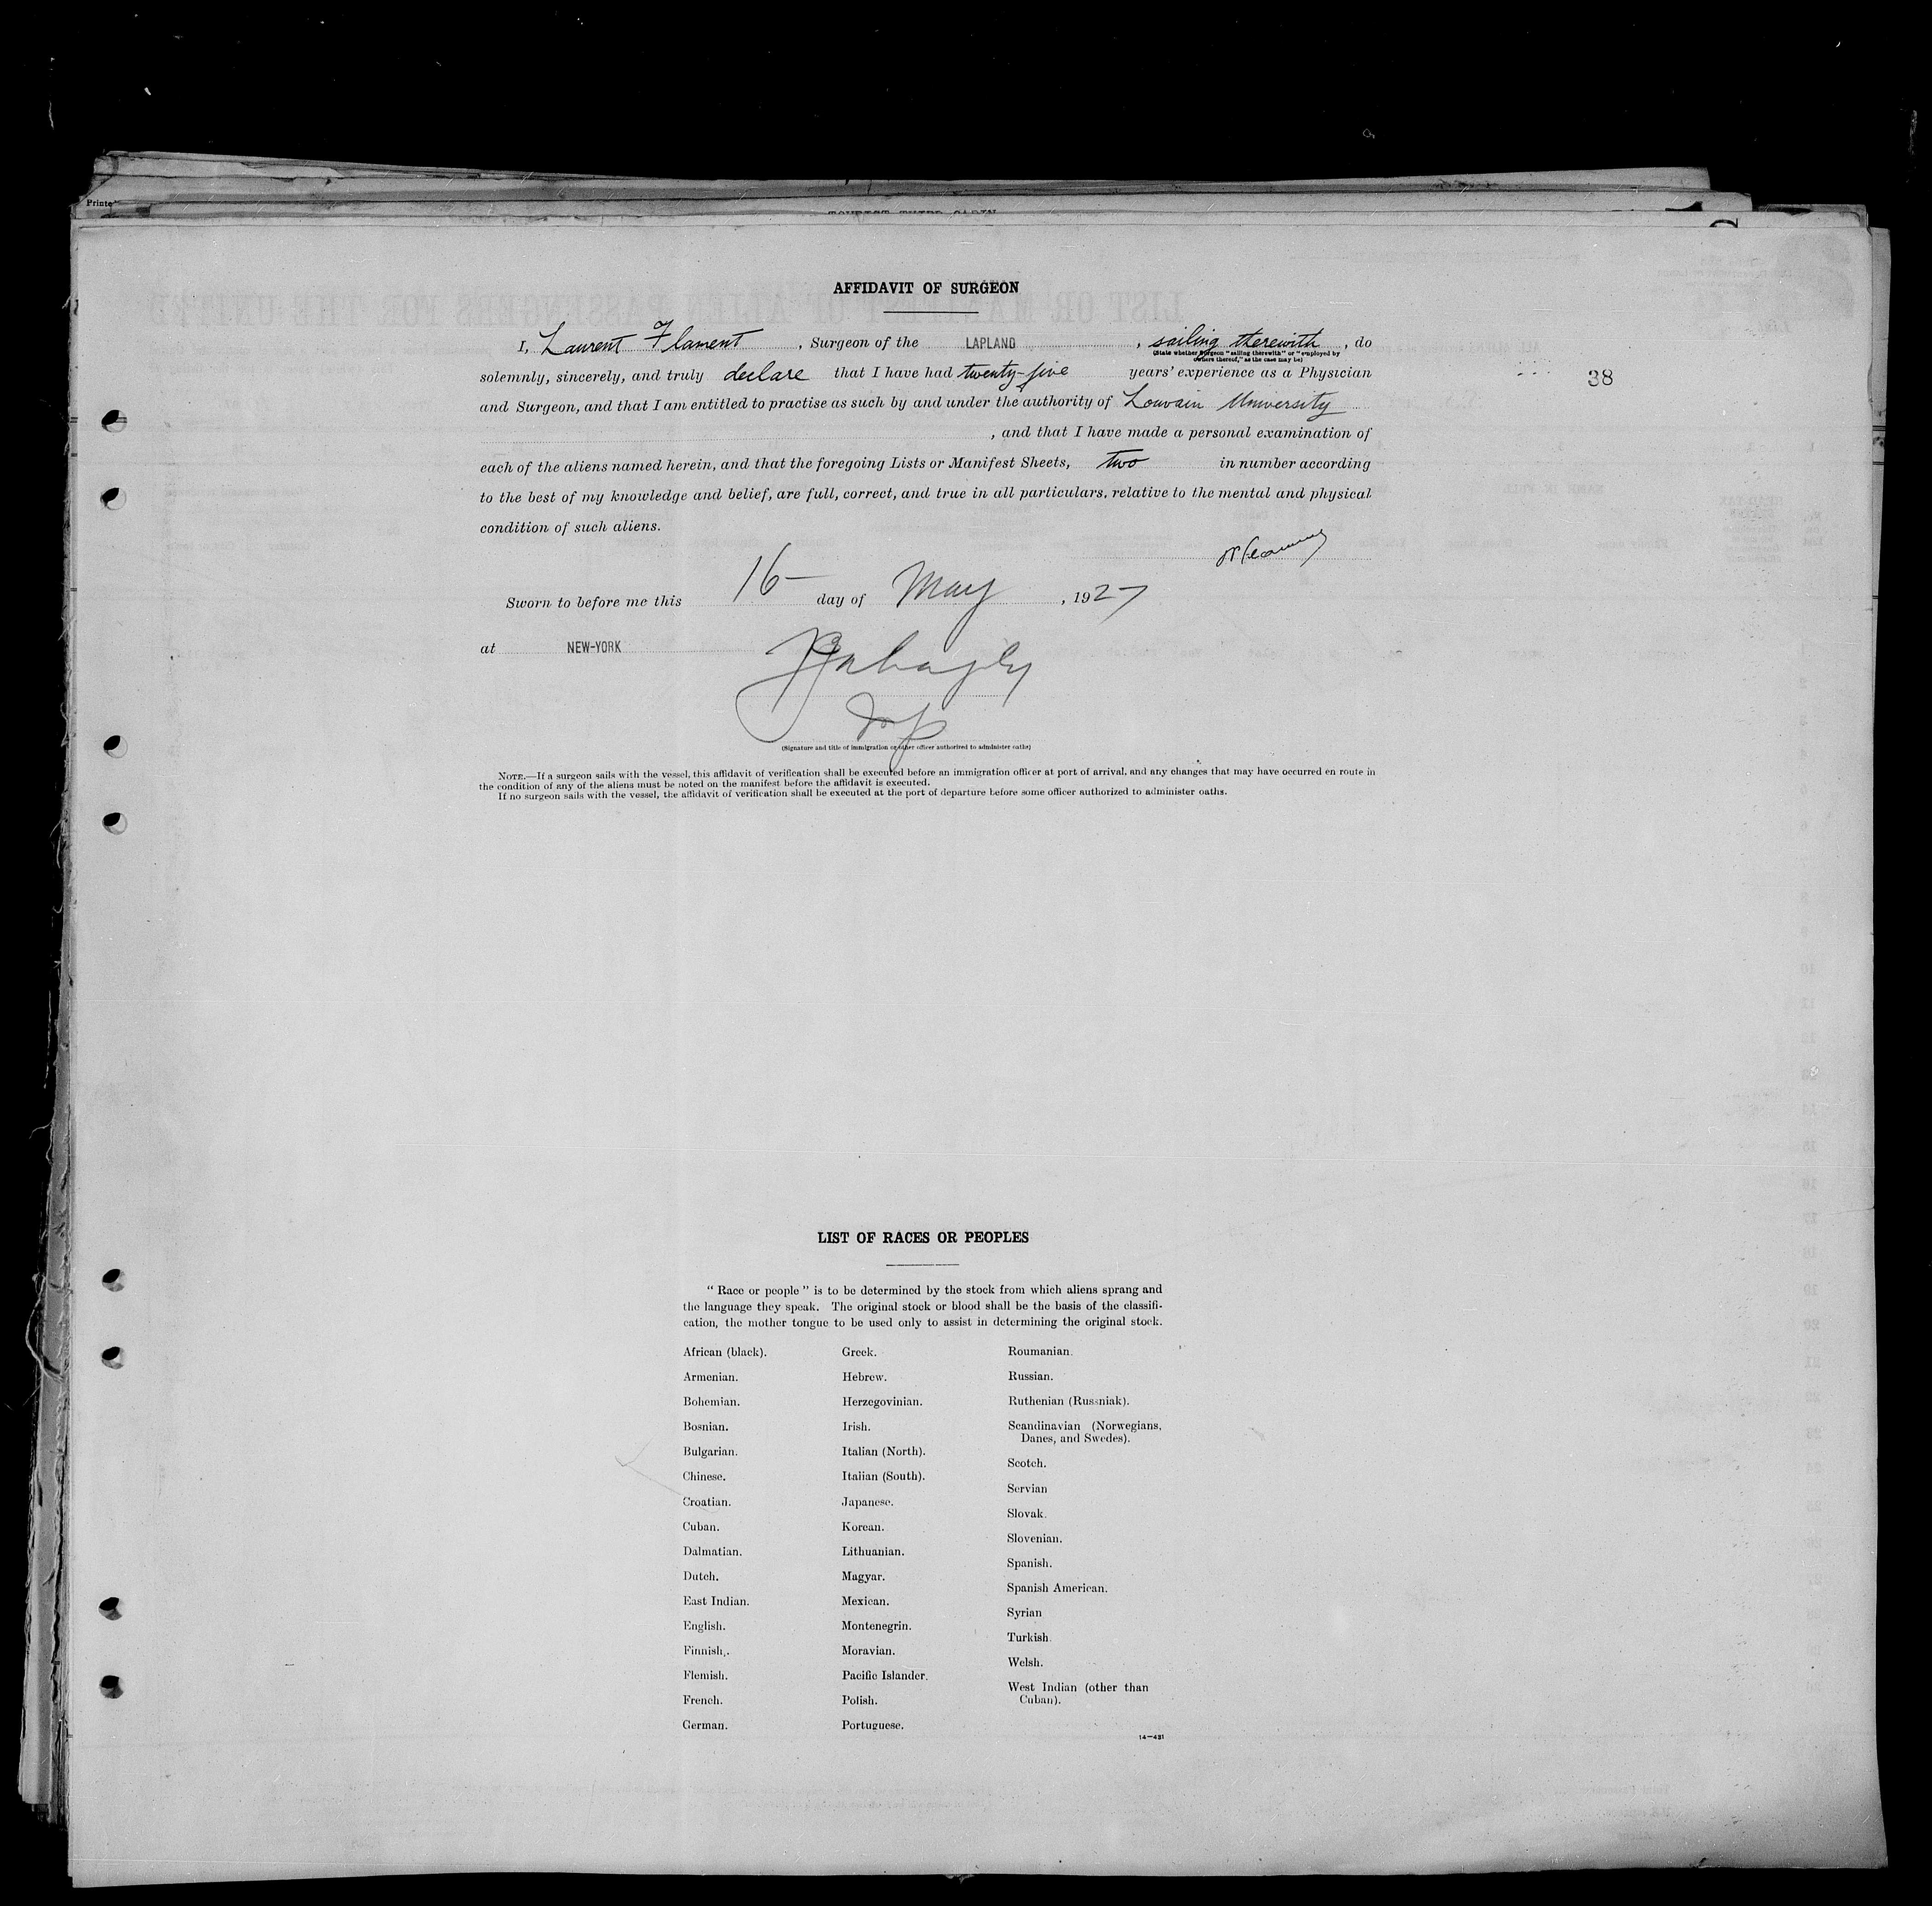 Printe
TOURIST THIRD CABIN
AFFIDAVIT OF SURGEON
I, Laurent Flament , Surgeon of the LAPLAND , sailing therewith , do
(State whether Surgeon "sailing therewith" or "employed by
owners thereof," as the case may be)
solemnly, sincerely, and truly declare that I have had twenty-five years' experience as a Physician
38
and Surgeon, and that I am entitled to practise as such by and under the authority of Louvain University
, and that I have made a personal examination of
each of the aliens named herein, and that the foregoing Lists or Manifest Sheets, two in number according
to the best of my knowledge and belief, are full, correct, and true in all particulars, relative to the mental and physical
condition of such aliens.
Sworn to before me this 16 day of May , 1927
at NEW-YORK
(Signature and title of immigration or other officer authorized to administer oaths)
NOTE.—If a surgeon sails with the vessel, this affidavit of verification shall be executed before an immigration officer at port of arrival, and any changes that may have occurred en route in
the condition of any of the aliens must be noted on the manifest before the affidavit is executed.
If no surgeon sails with the vessel, the affidavit of verification shall be executed at the port of departure before some officer authorized to administer oaths.
LIST OF RACES OR PEOPLES
"Race or people" is to be determined by the stock from which aliens sprang and
the language they speak. The original stock or blood shall be the basis of the classifi-
cation, the mother tongue to be used only to assist in determining the original stock.
African (black).
Armenian.
Bohemian.
Bosnian.
Bulgarian.
Chinese.
Croatian.
Cuban.
Dalmatian.
Dutch.
East Indian.
English.
Finnish.
Flemish.
French.
German.
Greek.
Hebrew.
Herzegovinian.
Irish.
Italian (North).
Italian (South).
Japanese.
Korean.
Lithuanian.
Magyar.
Mexican.
Montenegrin.
Moravian.
Pacific Islander.
Polish.
Portuguese.
Roumanian.
Russian.
Ruthenian (Russniak).
Scandinavian (Norwegians,
Danes, and Swedes).
Scotch.
Servian
Slovak.
Slovenian.
Spanish.
Spanish American.
Syrian
Turkish.
Welsh.
West Indian (other than
Cuban).
14—431